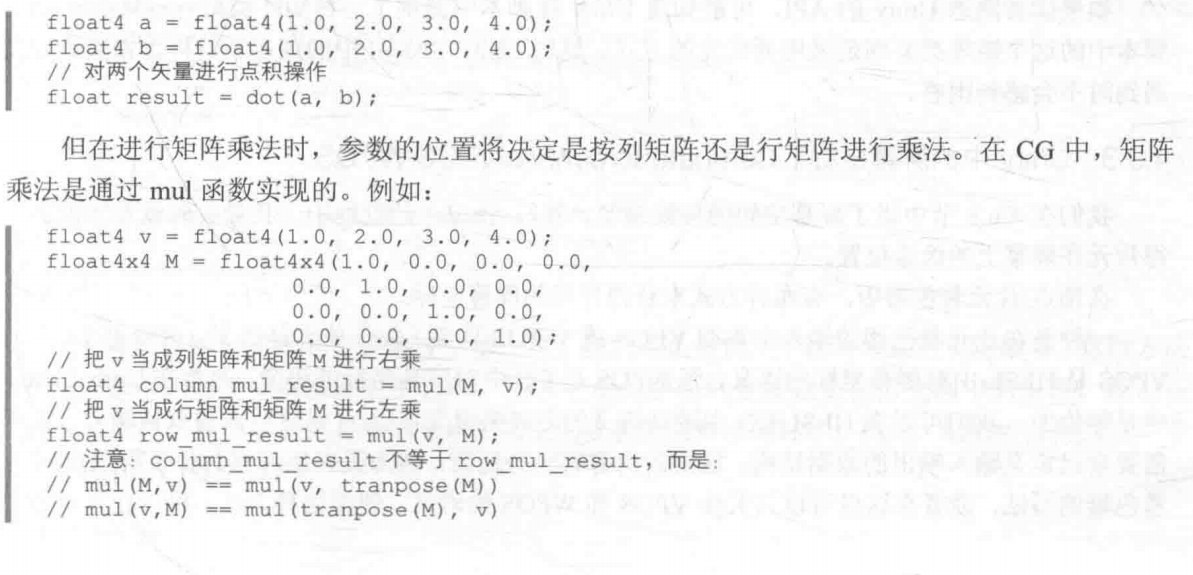 float4 a = float4(1.0, 2.0, 3.0, 4.0);
float4 b = float4(1.0, 2.0, 3.0, 4.0);
// 对两个矢量进行点积操作
float result = dot(a, b);
但在进行矩阵乘法时，参数的位置将决定是按列矩阵还是行矩阵进行乘法。在 CG 中，矩阵
乘法是通过 mul 函数实现的。例如：
float4 v = float4(1.0, 2.0, 3.0, 4.0);
float4x4 M = float4x4(1.0, 0.0, 0.0, 0.0,
0.0, 1.0, 0.0, 0.0,
0.0, 0.0, 1.0, 0.0,
0.0, 0.0, 0.0, 1.0);
// 把 v 当成列矩阵和矩阵 M 进行右乘
float4 column_mul_result = mul(M, v);
// 把 v 当成行矩阵和矩阵 M 进行左乘
float4 row_mul_result = mul(v, M);
// 注意：column_mul_result 不等于 row_mul_result，而是：
// mul(M,v) == mul(v, tranpose(M))
// mul(v,M) == mul(tranpose(M), v)